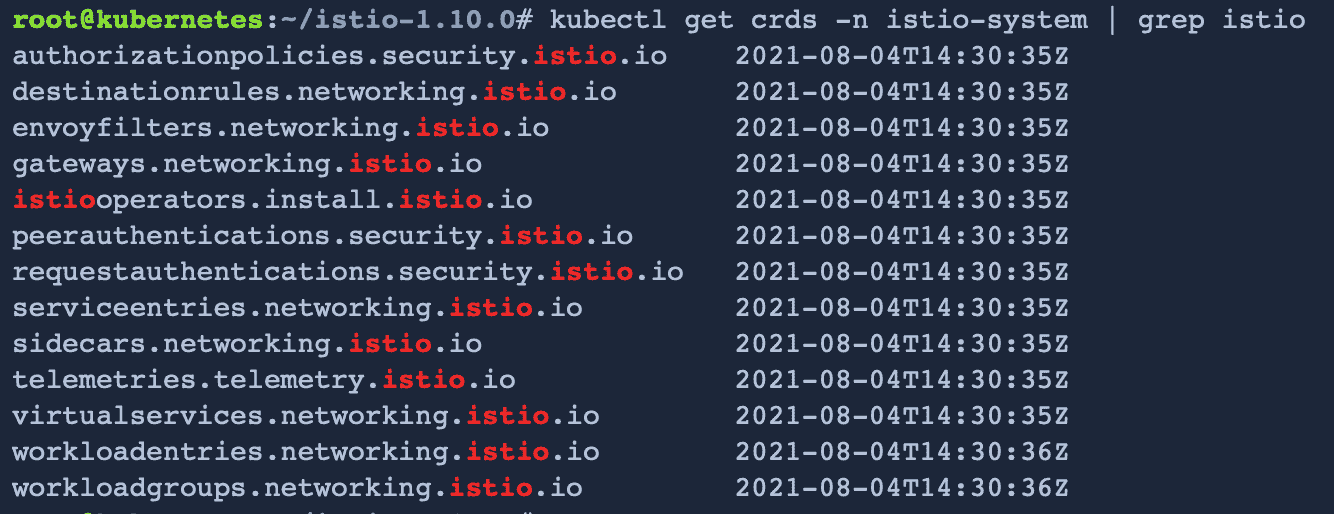 root@kubernetes:~/istio-1.10.0# kubectl get crds -n istio-system | grep istio
authorizationpolicies.security.istio.io    2021-08-04T14:30:35Z
destinationrules.networking.istio.io       2021-08-04T14:30:35Z
envoyfilters.networking.istio.io           2021-08-04T14:30:35Z
gateways.networking.istio.io               2021-08-04T14:30:35Z
istiooperators.install.istio.io            2021-08-04T14:30:35Z
peerauthentications.security.istio.io      2021-08-04T14:30:35Z
requestauthentications.security.istio.io   2021-08-04T14:30:35Z
serviceentries.networking.istio.io         2021-08-04T14:30:35Z
sidecars.networking.istio.io               2021-08-04T14:30:35Z
telemetries.telemetry.istio.io             2021-08-04T14:30:35Z
virtualservices.networking.istio.io        2021-08-04T14:30:35Z
workloadentries.networking.istio.io        2021-08-04T14:30:36Z
workloadgroups.networking.istio.io         2021-08-04T14:30:36Z